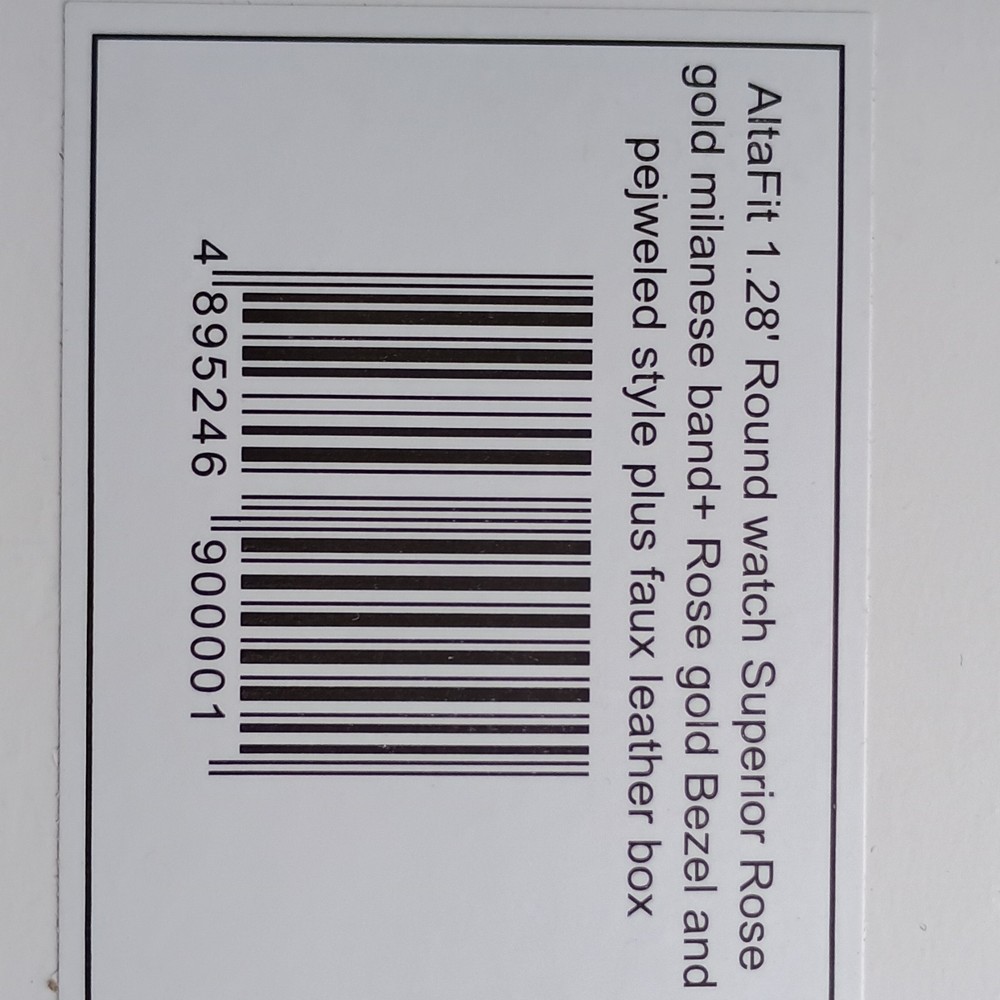 AltaFit 1.28' Round watch Superior Rose
gold milanese band+ Rose gold Bezel and
pejweled style plus faux leather box
4 895246 900001